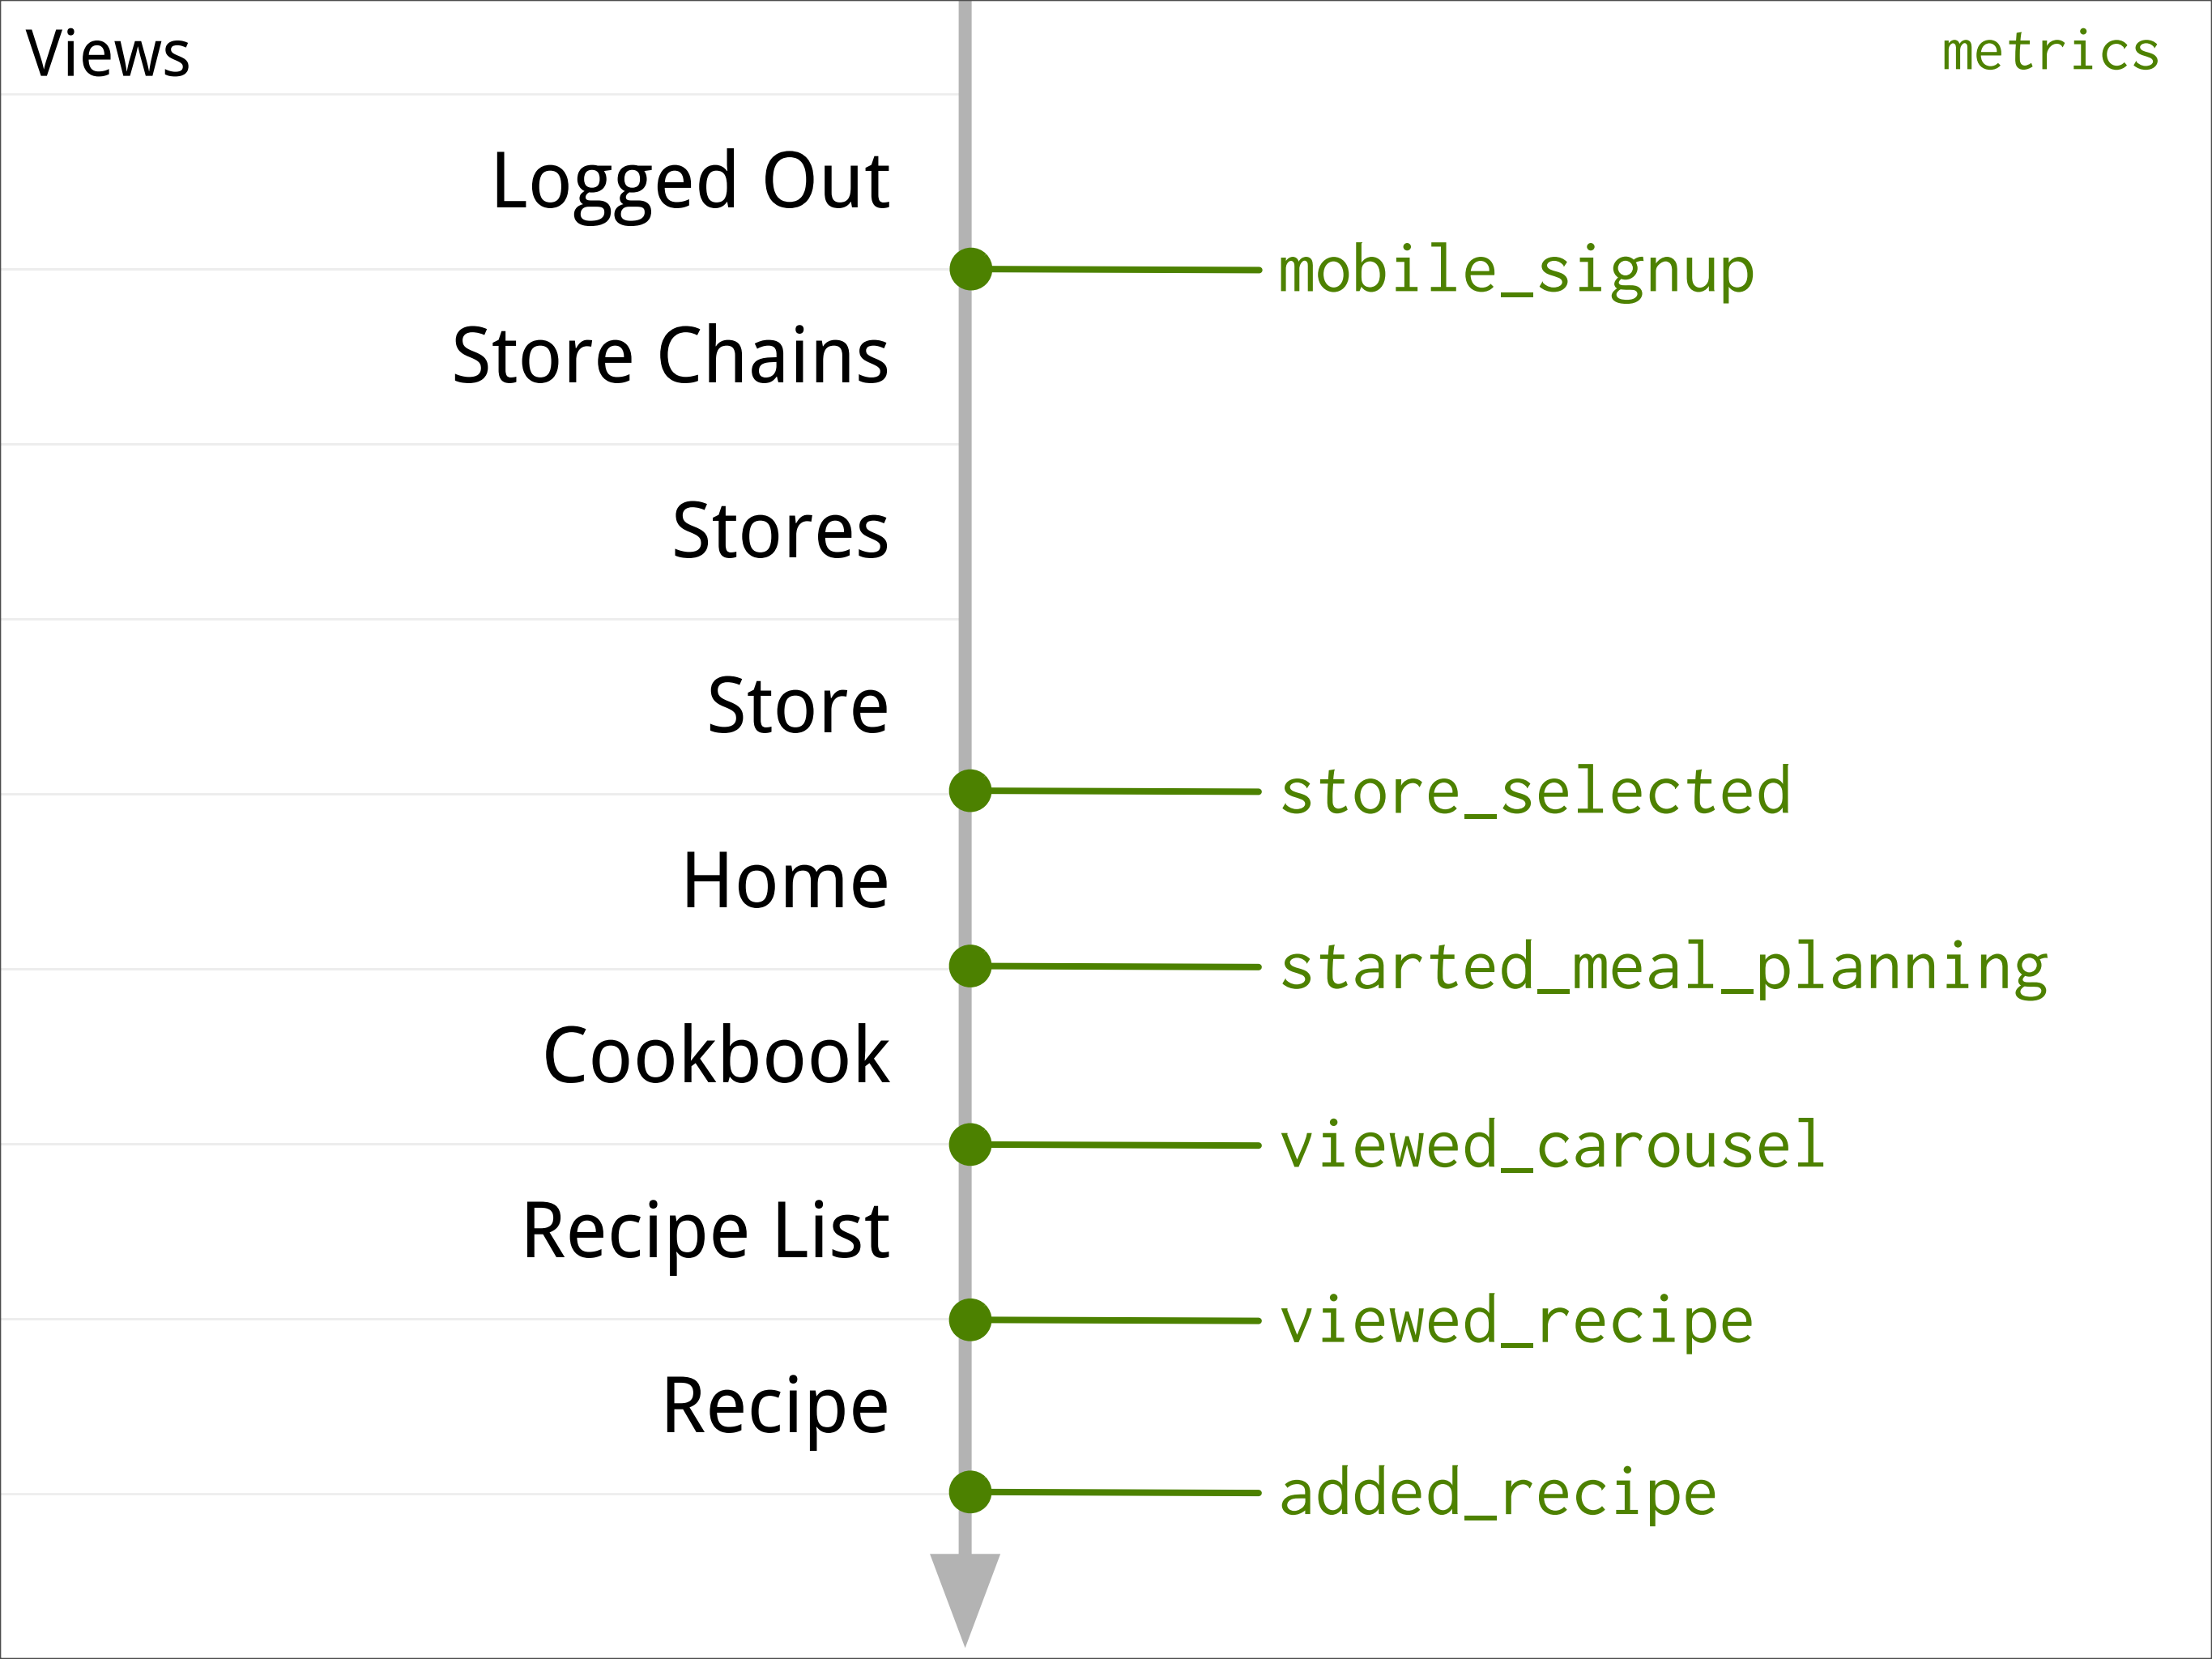 Views
metrics
Logged Out
mobile_signup
Store Chains
Stores
Store
store_selected
Home
started_meal_planning
Cookbook
viewed_carousel
Recipe List
viewed_recipe
Recipe
added_recipe